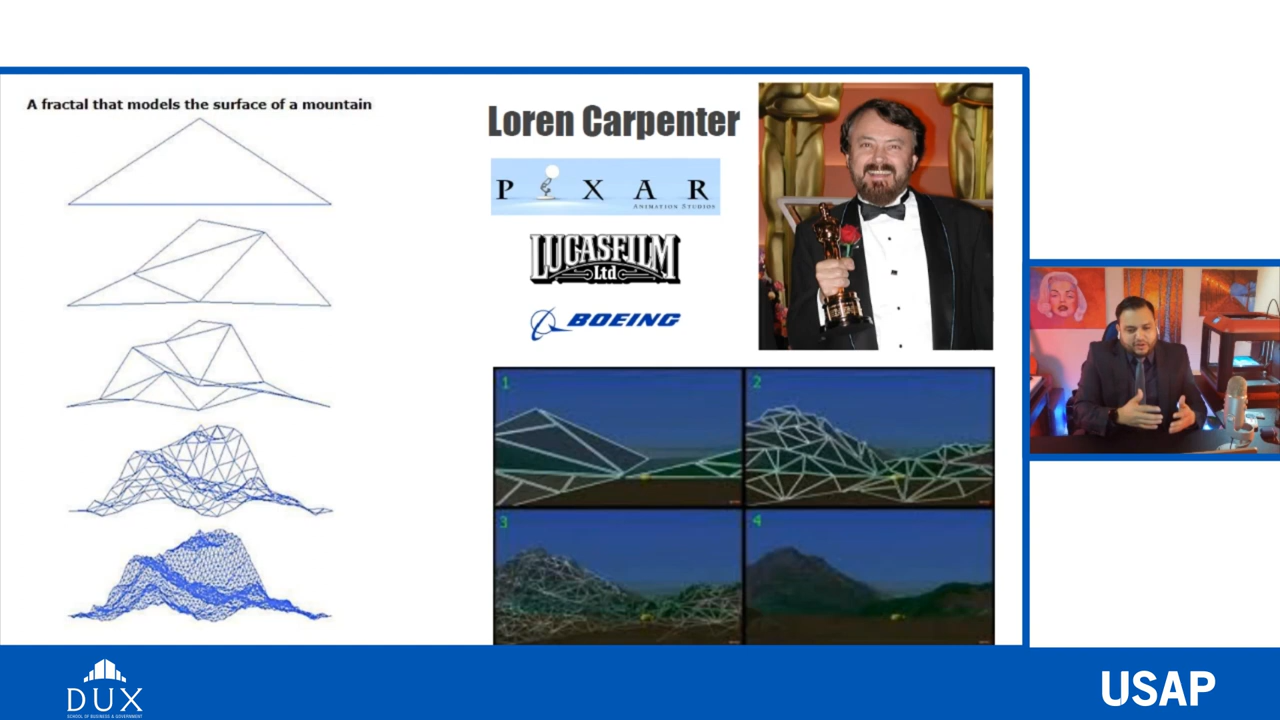 A fractal that models the surface of a mountain
Loren Carpenter
PIXAR
ANIMATION STUDIOS
LUCASFILM
Ltd
BOEING
1
2
3
4
DUX
SCHOOL OF BUSINESS & GOVERNMENT
USAP